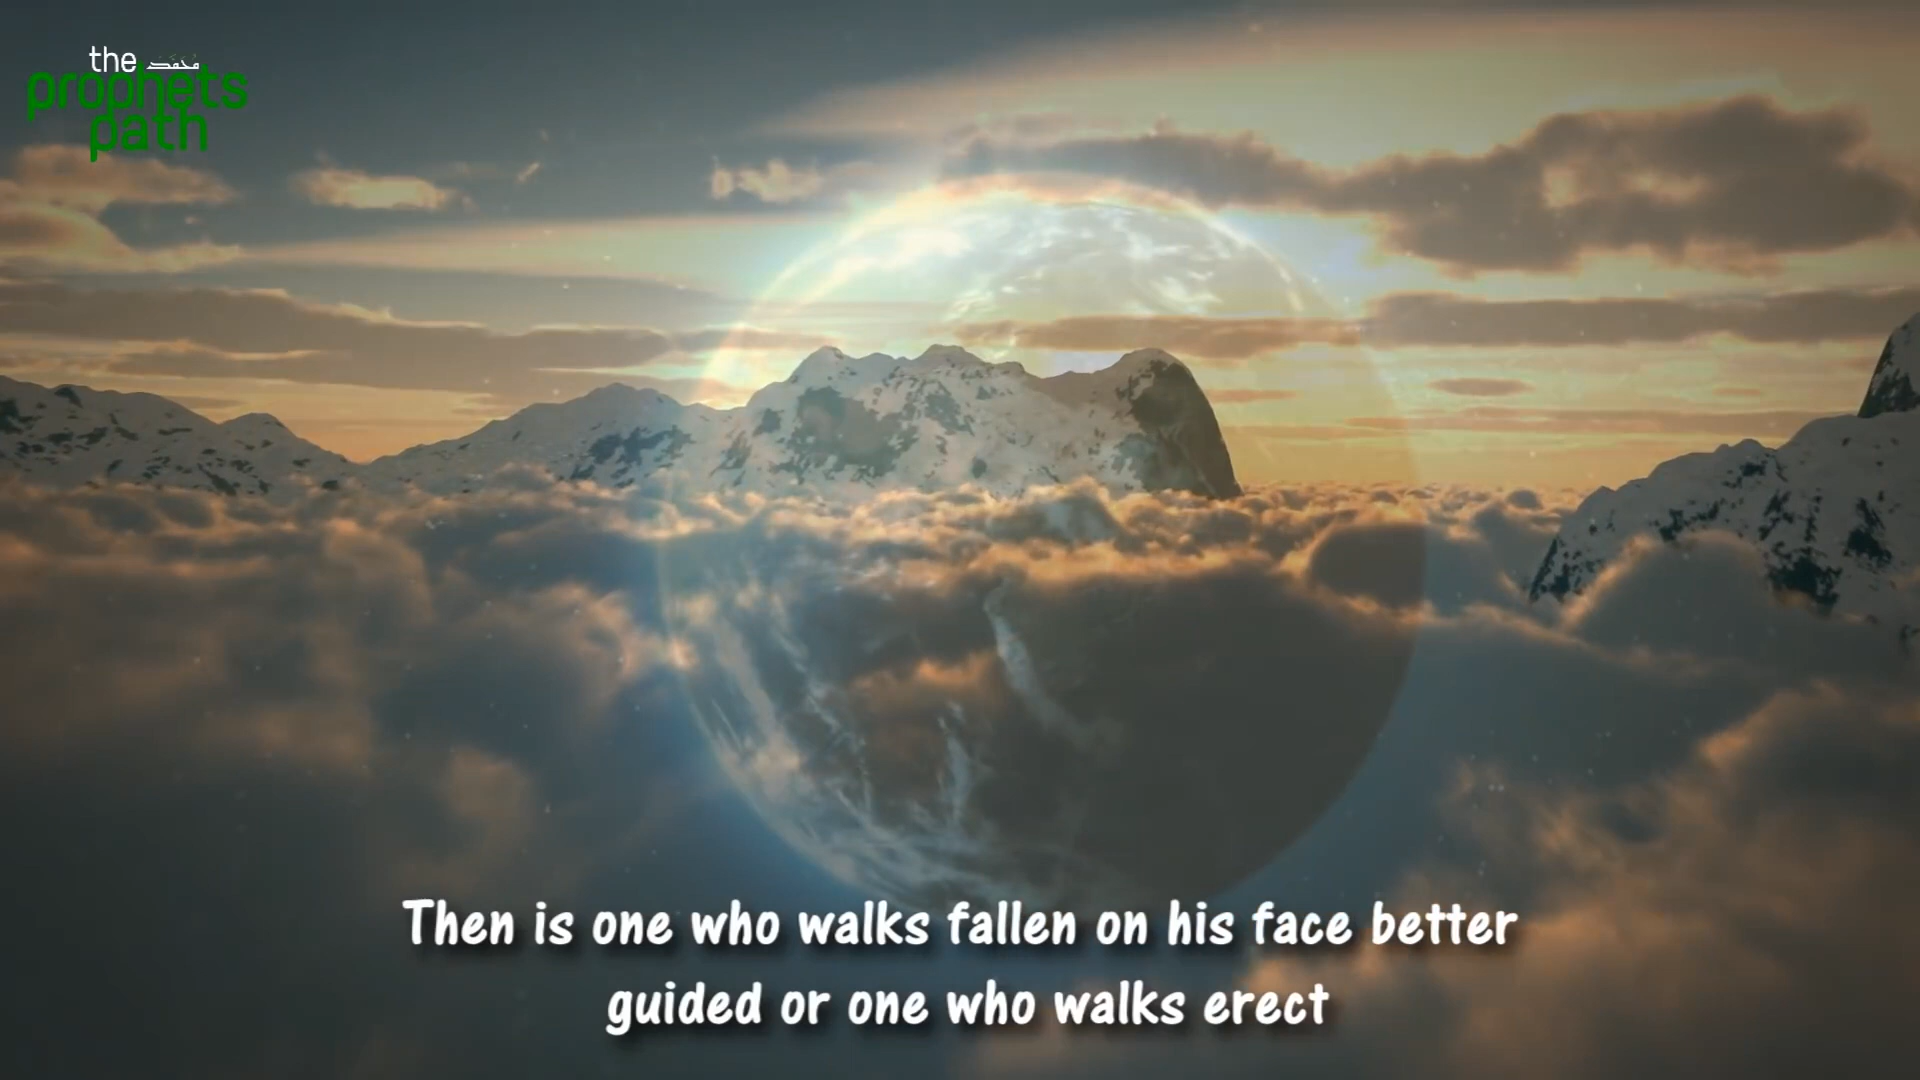 the محمد
prophets
path
Then is one who walks fallen on his face better
guided or one who walks erect